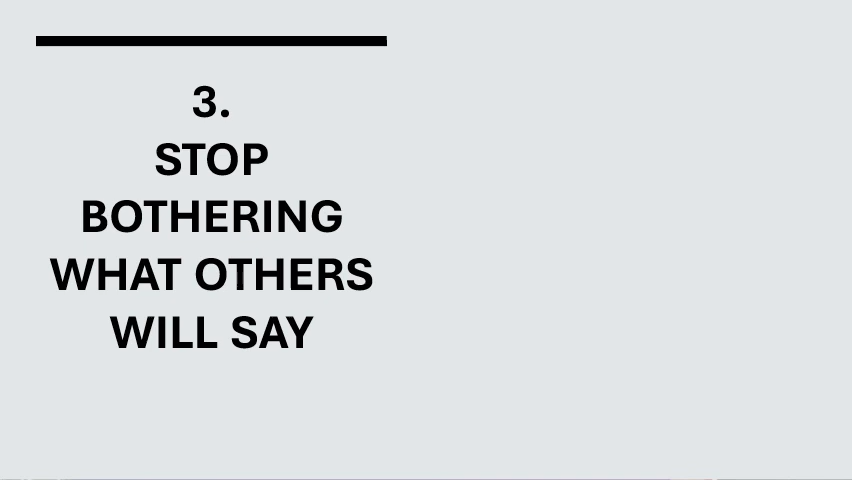 3.
STOP
BOTHERING
WHAT OTHERS
WILL SAY